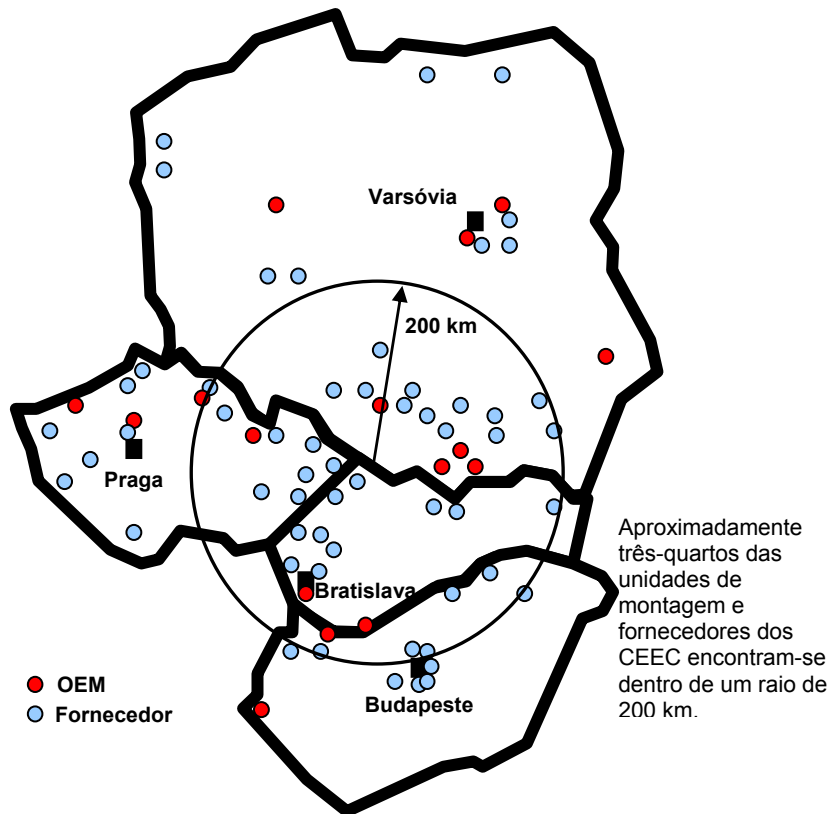 Varsóvia
200 km
Praga
Bratislava
Budapeste
OEM
Fornecedor
Aproximadamente
três-quartos das
unidades de
montagem e
fornecedores dos
CEEC encontram-se
dentro de um raio de
200 km.